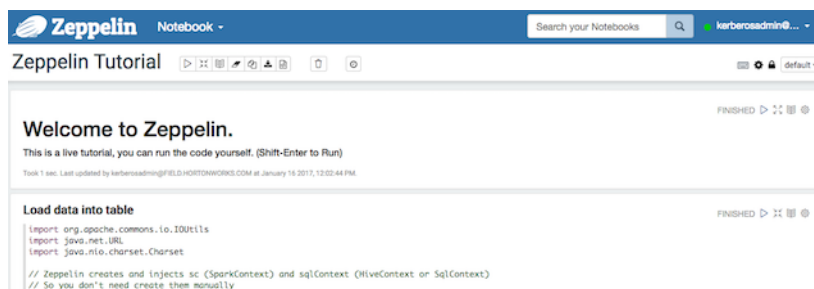 Zeppelin Notebook
Search your Notebooks
kerberosadmin@...
Zeppelin Tutorial
default
FINISHED
Welcome to Zeppelin.
This is a live tutorial, you can run the code yourself. (Shift-Enter to Run)
Took 1 sec. Last updated by kerberosadmin@FIELD.HORTONWORKS.COM at January 16 2017, 12:02:44 PM.
Load data into table
FINISHED
import org.apache.commons.io.IOUtils
import java.net.URL
import java.nio.charset.Charset
// Zeppelin creates and injects sc (SparkContext) and sqlContext (HiveContext or SqlContext)
// So you don't need create them manually